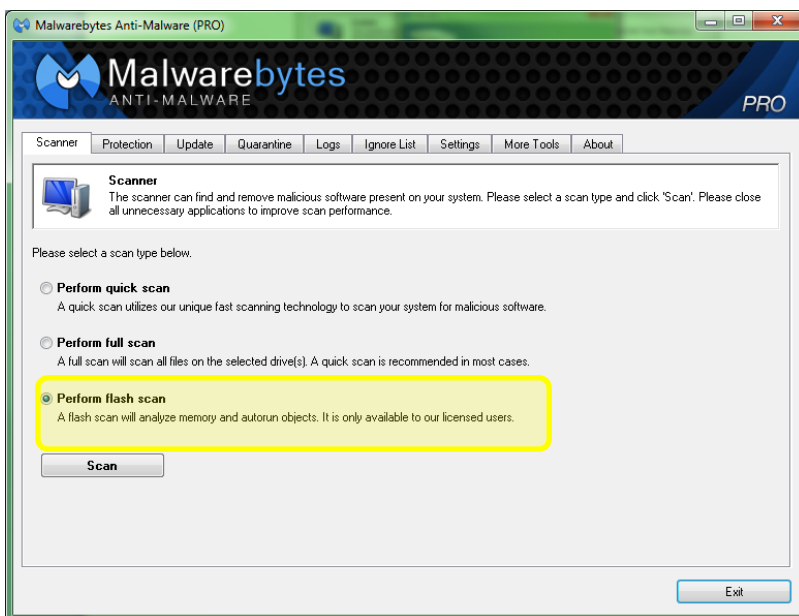 Malwarebytes Anti-Malware (PRO)
Malwarebytes
ANTI-MALWARE
PRO
Scanner Protection Update Quarantine Logs Ignore List Settings More Tools About
Scanner
The scanner can find and remove malicious software present on your system. Please select a scan type and click 'Scan'. Please close
all unnecessary applications to improve scan performance.
Please select a scan type below.
Perform quick scan
A quick scan utilizes our unique fast scanning technology to scan your system for malicious software.
Perform full scan
A full scan will scan all files on the selected drive(s). A quick scan is recommended in most cases.
Perform flash scan
A flash scan will analyze memory and autorun objects. It is only available to our licensed users.
Scan
Exit